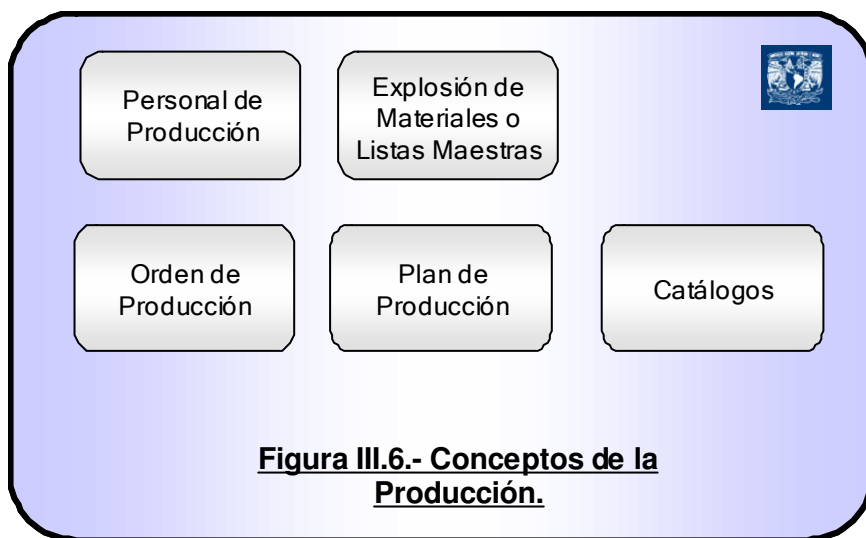 Personal de
Producción
Explosión de
Materiales o
Listas Maestras
Orden de
Producción
Plan de
Producción
Catálogos
Figura III.6.- Conceptos de la
Producción.